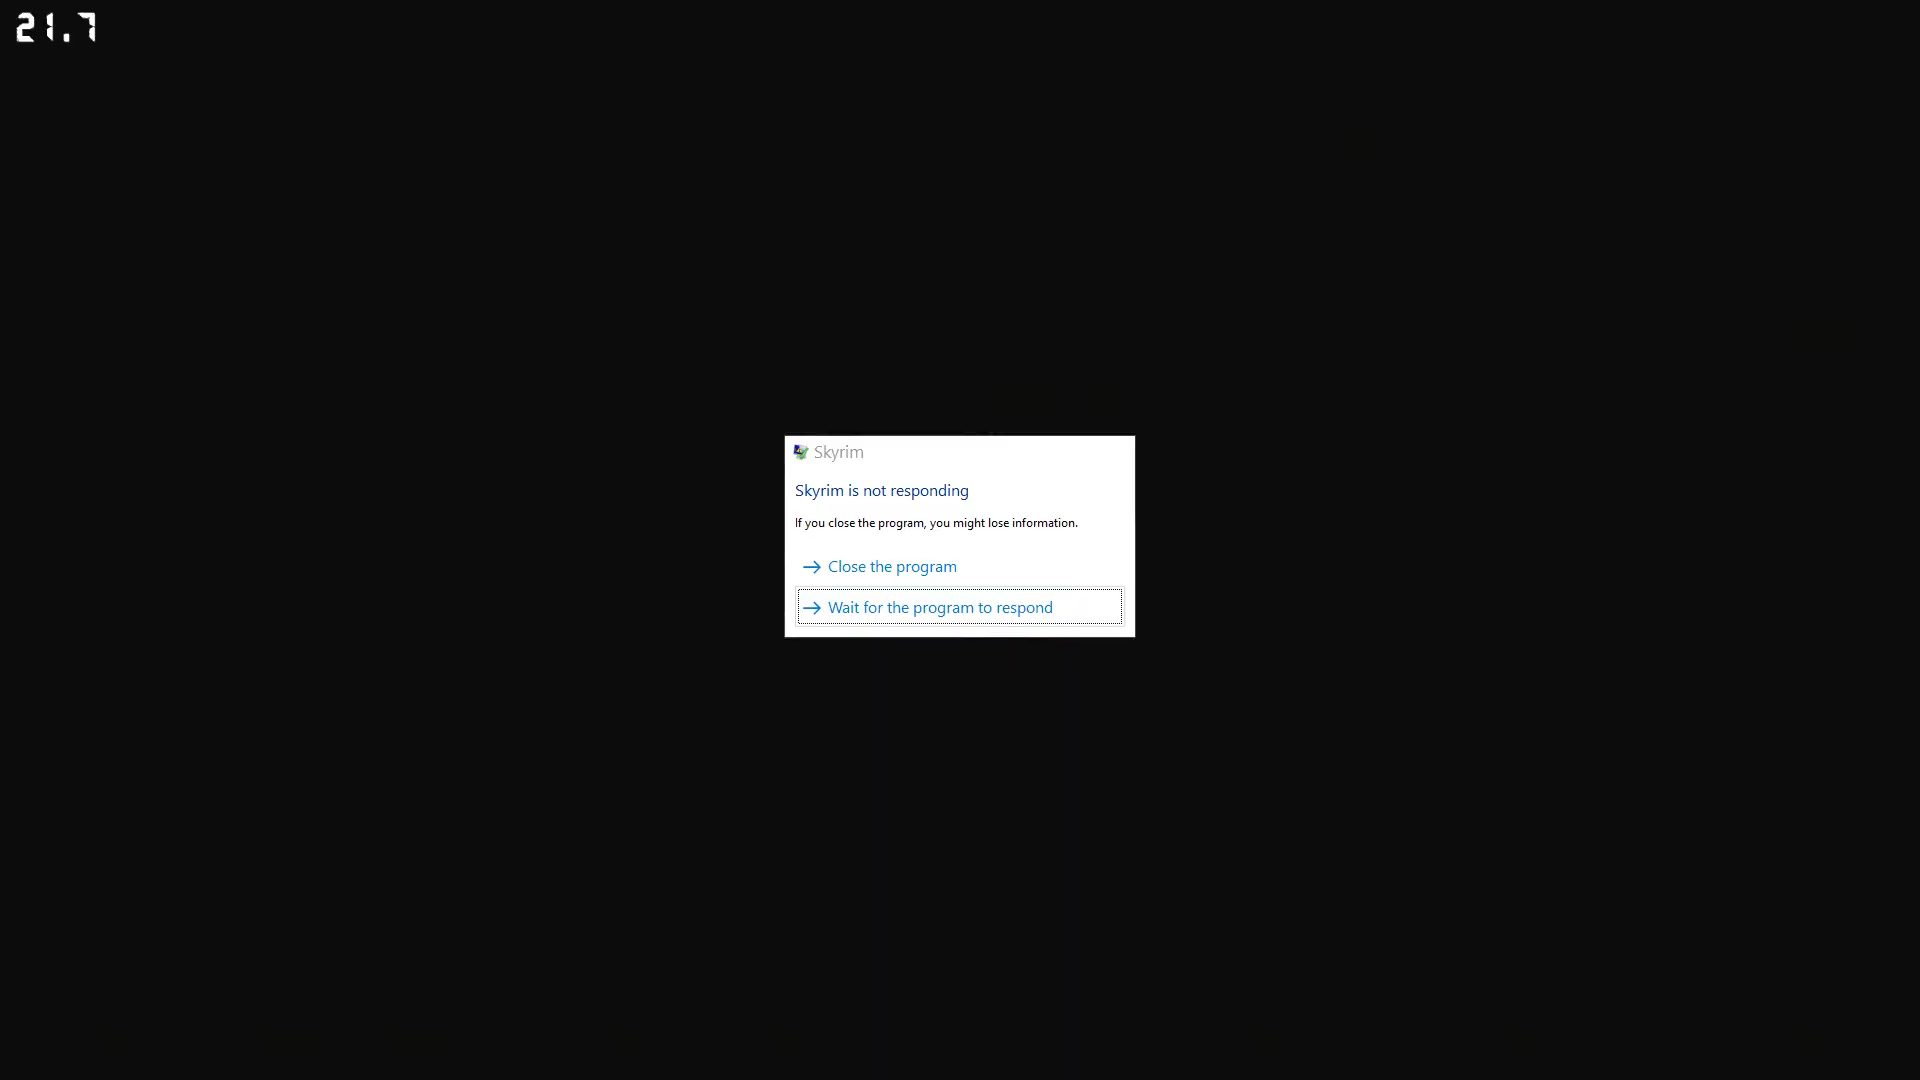 21.7
Skyrim
Skyrim is not responding
If you close the program, you might lose information.
Close the program
Wait for the program to respond